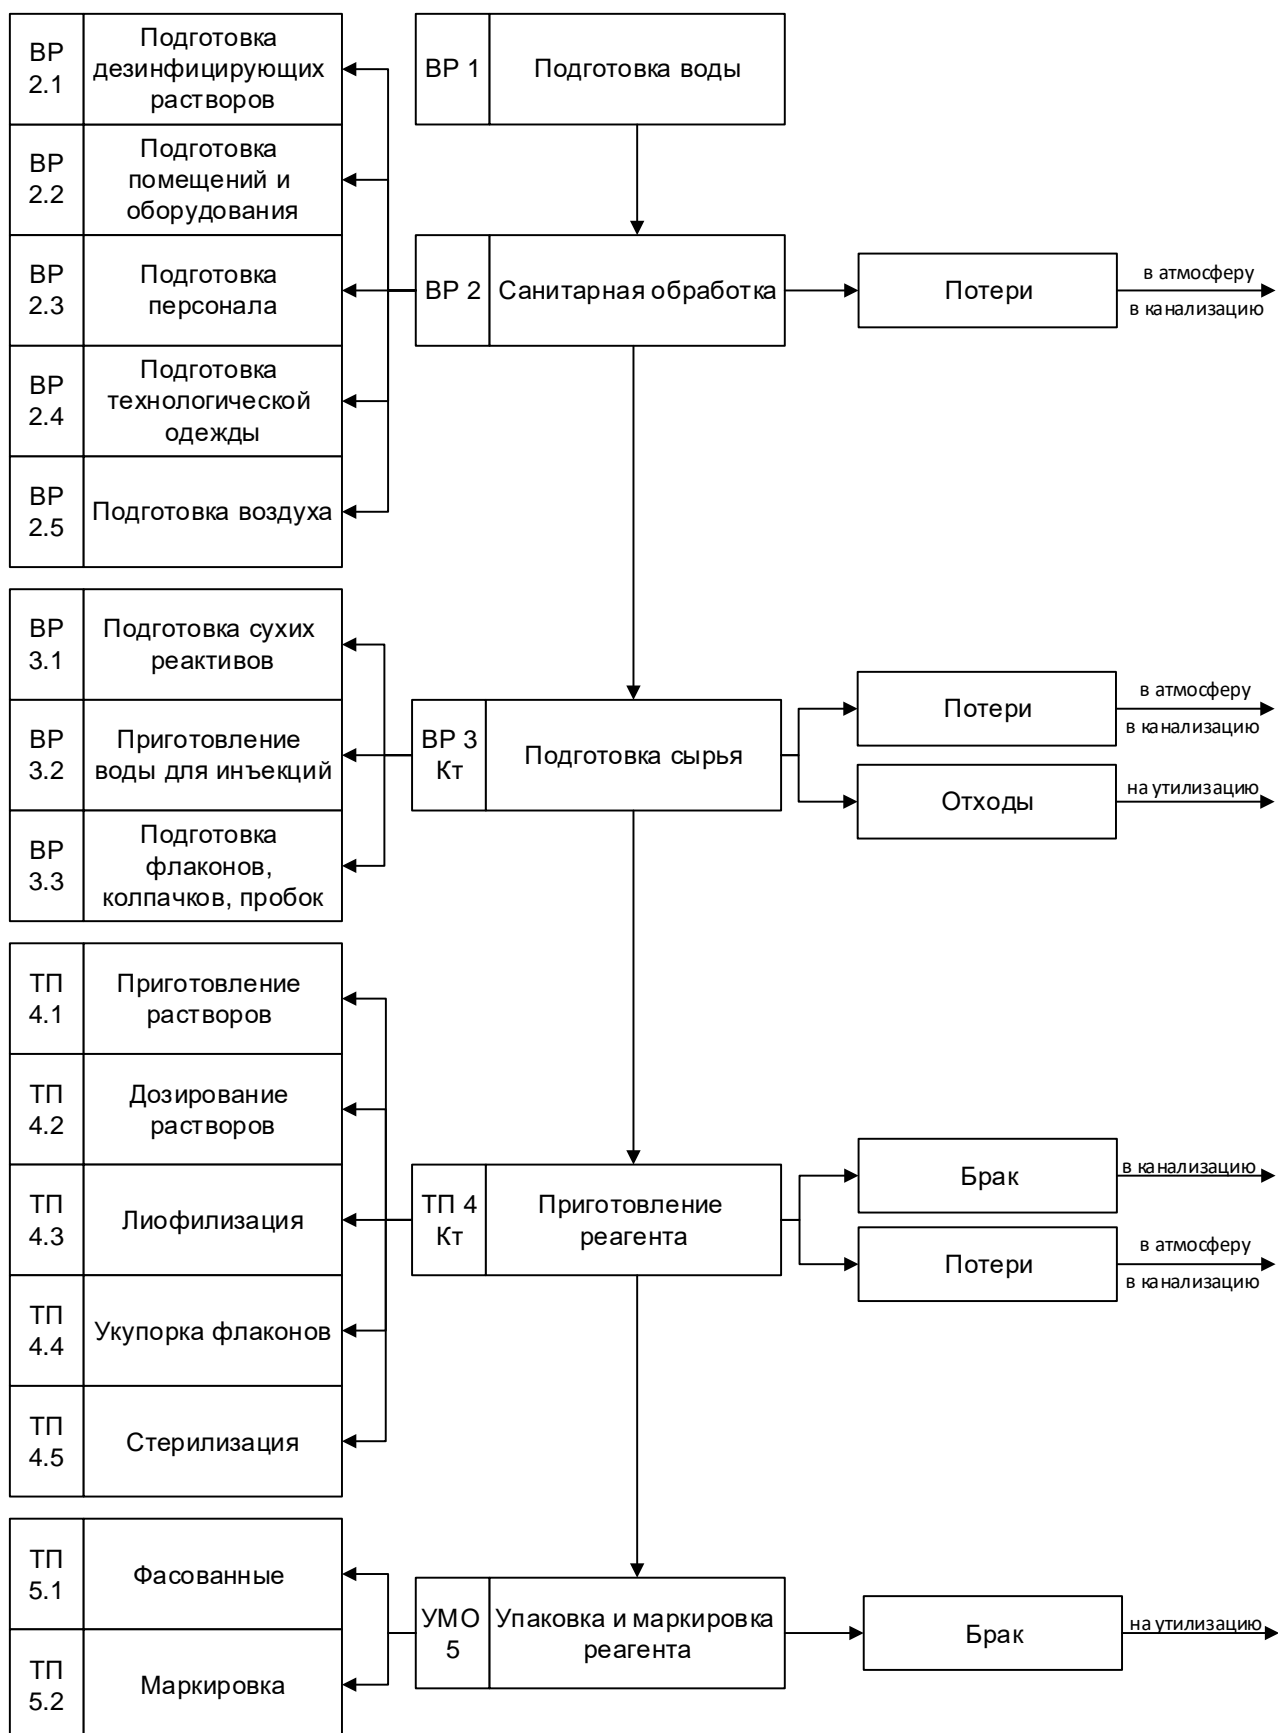 ВР
2.1
Подготовка
дезинфицирующих
растворов
ВР 1
Подготовка воды
ВР
2.2
Подготовка
помещений и
оборудования
ВР
2.3
Подготовка
персонала
ВР 2
Санитарная обработка
Потери
в атмосферу
в канализацию
ВР
2.4
Подготовка
технологической
одежды
ВР
2.5
Подготовка воздуха
ВР
3.1
Подготовка сухих
реактивов
ВР
3.2
Приготовление
воды для инъекций
ВР 3
Кт
Подготовка сырья
Потери
в атмосферу
в канализацию
Отходы
на утилизацию
ВР
3.3
Подготовка
флаконов,
колпачков, пробок
ТП
4.1
Приготовление
растворов
ТП
4.2
Дозирование
растворов
ТП
4.3
Лиофилизация
ТП 4
Кт
Приготовление
реагента
Брак
в канализацию
Потери
в атмосферу
в канализацию
ТП
4.4
Укупорка флаконов
ТП
4.5
Стерилизация
ТП
5.1
Фасованные
УМО
5
Упаковка и маркировка
реагента
Брак
на утилизацию
ТП
5.2
Маркировка